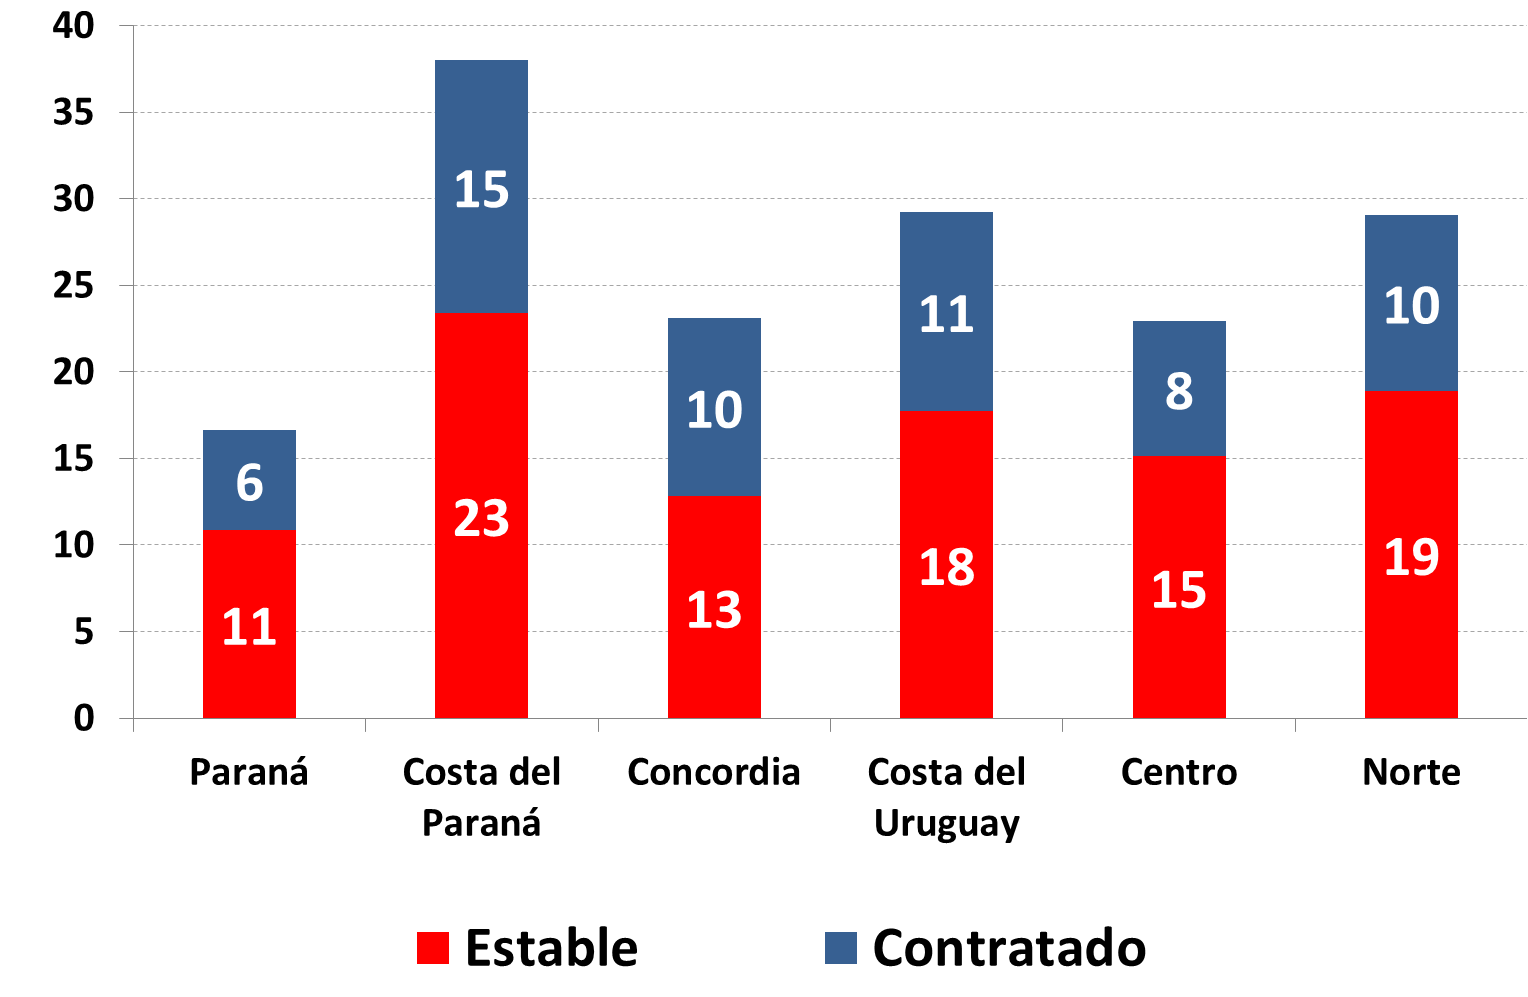 40
35
30
25
20
15
10
5
0
6
11
15
23
10
13
11
18
8
15
10
19
Paraná
Costa del
Paraná
Concordia
Costa del
Uruguay
Centro
Norte
Estable
Contratado